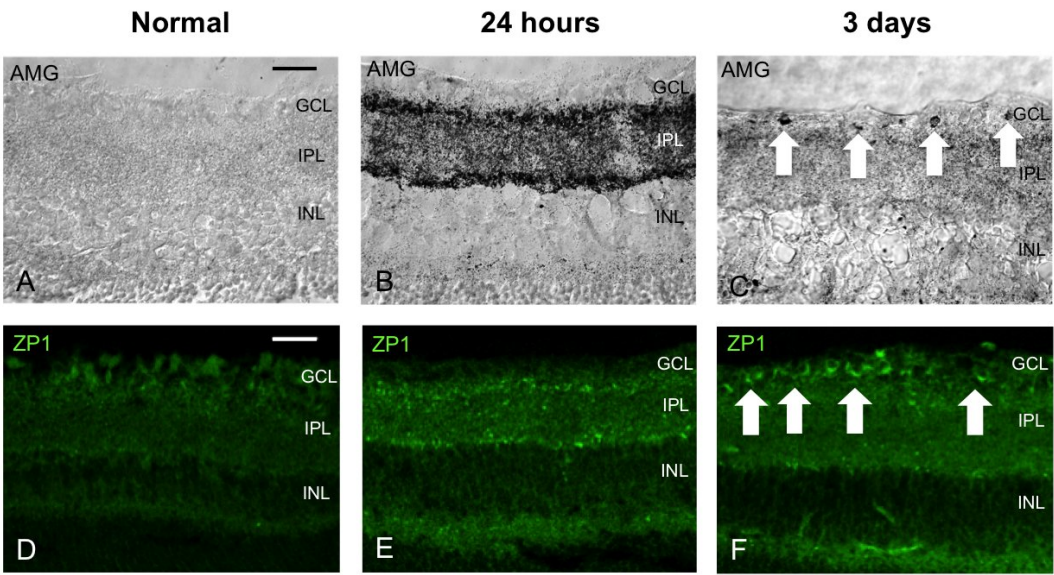 Normal
24 hours
3 days
AMG
GCL
IPL
INL
A
AMG
GCL
IPL
INL
B
AMG
GCL
IPL
INL
C
ZP1
GCL
IPL
INL
D
ZP1
GCL
IPL
INL
E
ZP1
GCL
IPL
INL
F